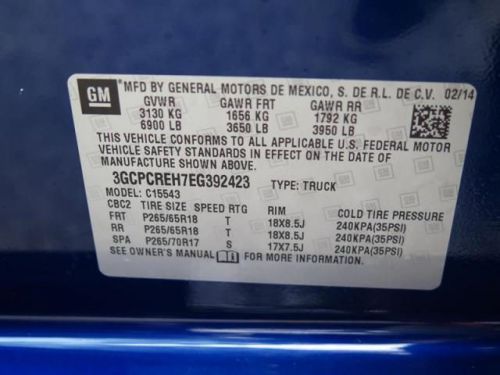 GM
MFD BY GENERAL MOTORS DE MEXICO, S. DE R.L. DE C.V. 02/14
GVWR GAWR FRT GAWR RR
3130 KG 1656 KG 1792 KG
6900 LB 3650 LB 3950 LB
THIS VEHICLE CONFORMS TO ALL APPLICABLE U.S. FEDERAL MOTOR
VEHICLE SAFETY STANDARDS IN EFFECT ON THE DATE OF
MANUFACTURE SHOWN ABOVE.
3GCPCREH7EG392423 TYPE: TRUCK
MODEL: C15543
CBC2 TIRE SIZE SPEED RTG RIM COLD TIRE PRESSURE
FRT P265/65R18 T 18X8.5J 240KPA(35PSI)
RR P265/65R18 T 18X8.5J 240KPA(35PSI)
SPA P265/70R17 S 17X7.5J 240KPA(35PSI)
SEE OWNER'S MANUAL FOR MORE INFORMATION.